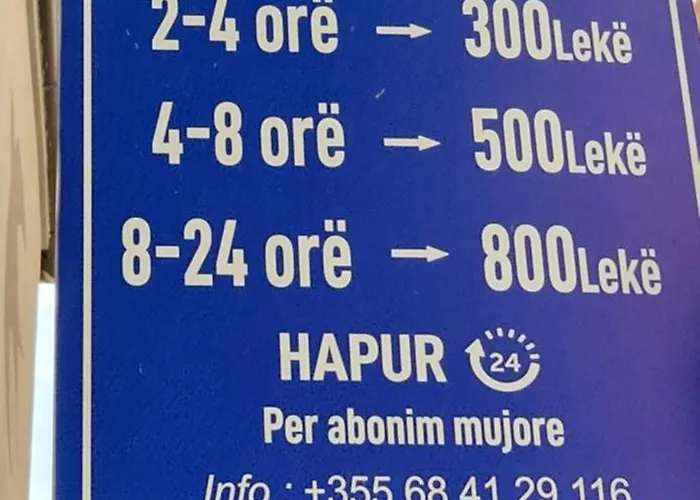 2-4 orë → 300Lekë
4-8 orë → 500Lekë
8-24 orë → 800Lekë
HAPUR 24
Per abonim mujore
Info : +355 68 41 29 116